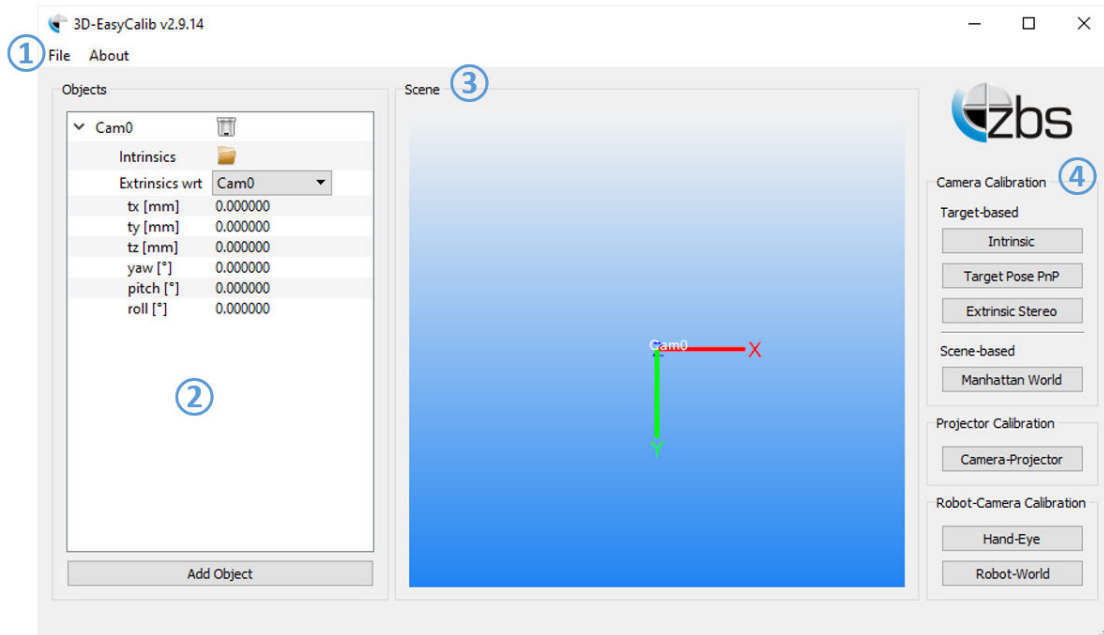 3D-EasyCalib v2.9.14
① File About
Objects
Cam0
Intrinsics
Extrinsics wrt Cam0
tx [mm] 0.000000
ty [mm] 0.000000
tz [mm] 0.000000
yaw [°] 0.000000
pitch [°] 0.000000
roll [°] 0.000000
②
Add Object
Scene ③
Cam0
X
Y
zbs
Camera Calibration ④
Target-based
Intrinsic
Target Pose PnP
Extrinsic Stereo
Scene-based
Manhattan World
Projector Calibration
Camera-Projector
Robot-Camera Calibration
Hand-Eye
Robot-World